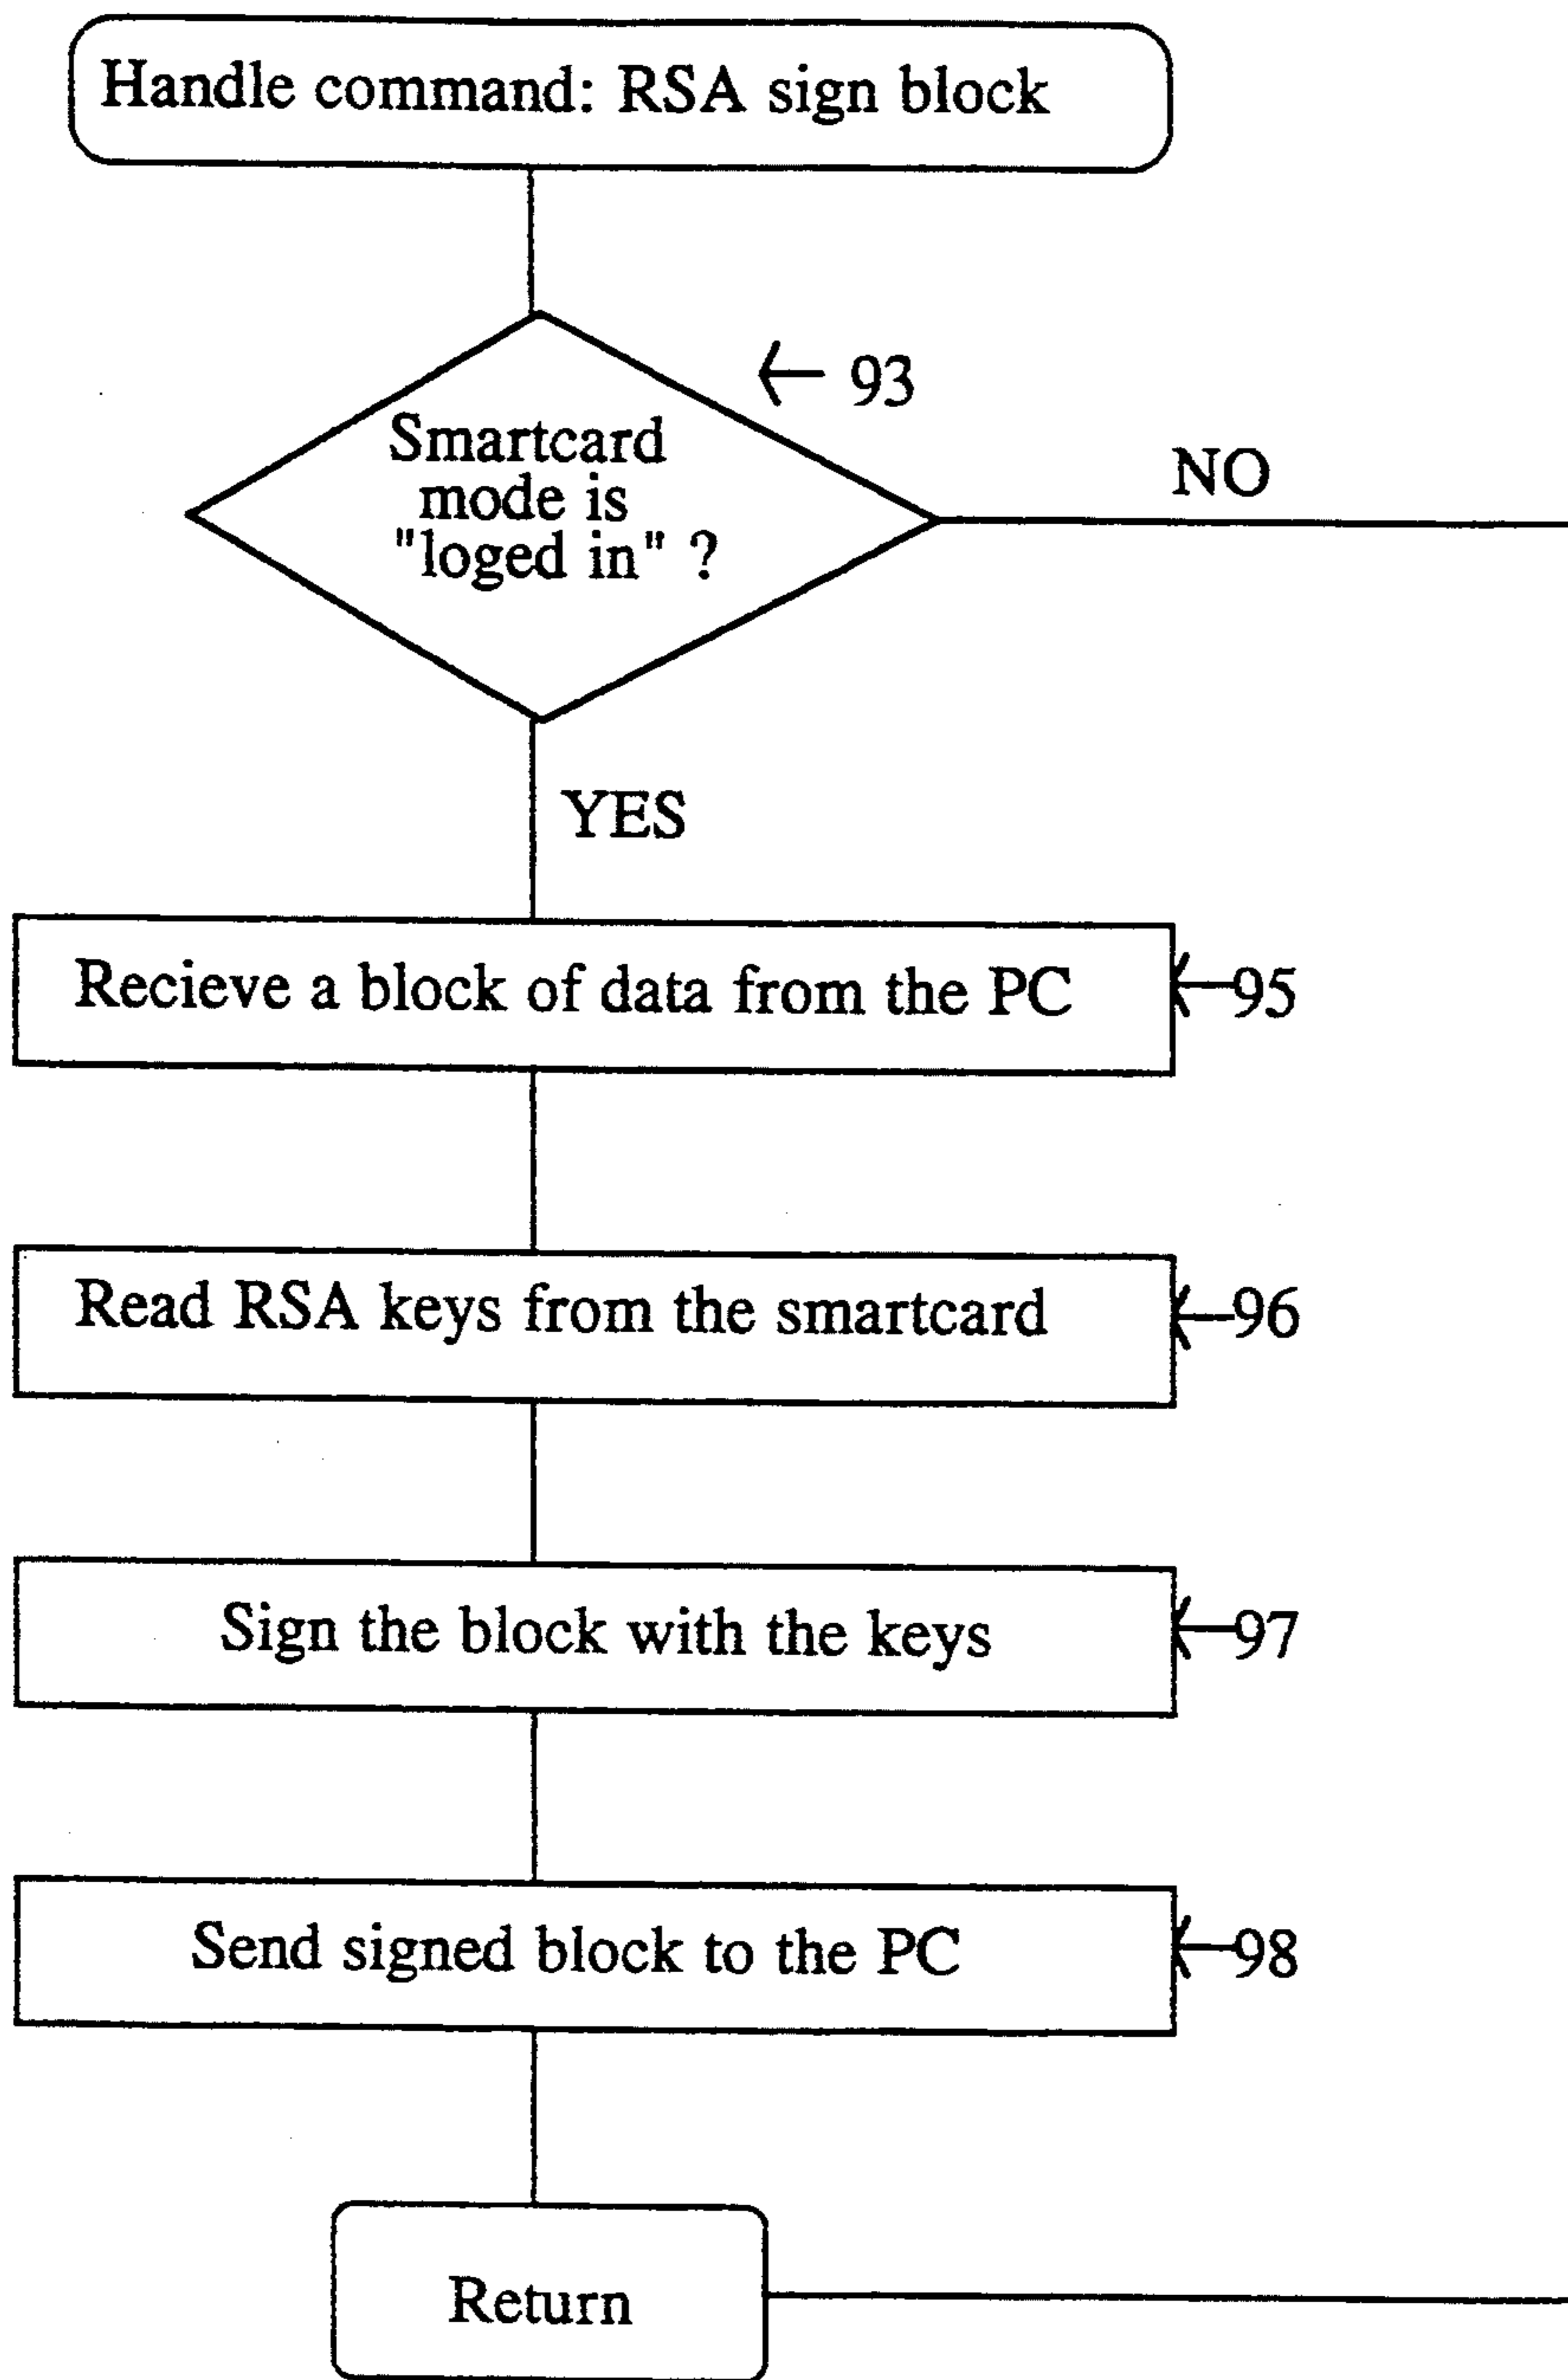 Handle command: RSA sign block
← 93
Smartcard
mode is
"loged in" ?
NO
YES
Recieve a block of data from the PC
←95
Read RSA keys from the smartcard
←96
Sign the block with the keys
←97
Send signed block to the PC
←98
Return